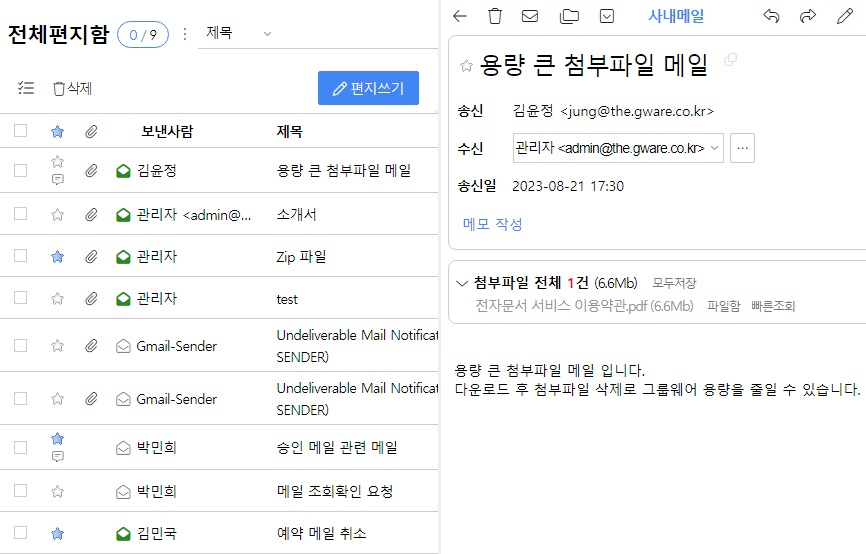 전체편지함 0 / 9 제목
삭제 편지쓰기
보낸사람 제목
김윤정 용량 큰 첨부파일 메일
관리자 <admin@... 소개서
관리자 Zip 파일
관리자 test
Gmail-Sender Undeliverable Mail Notificat
SENDER)
Gmail-Sender Undeliverable Mail Notificat
SENDER)
박민희 승인 메일 관련 메일
박민희 메일 조회확인 요청
김민국 예약 메일 취소
사내메일
용량 큰 첨부파일 메일
송신 김윤정 <jung@the.gware.co.kr>
수신 관리자 <admin@the.gware.co.kr> ...
송신일 2023-08-21 17:30
메모 작성
첨부파일 전체 1건 (6.6Mb) 모두저장
전자문서 서비스 이용약관.pdf (6.6Mb) 파일함 빠른조회
용량 큰 첨부파일 메일 입니다.
다운로드 후 첨부파일 삭제로 그룹웨어 용량을 줄일 수 있습니다.